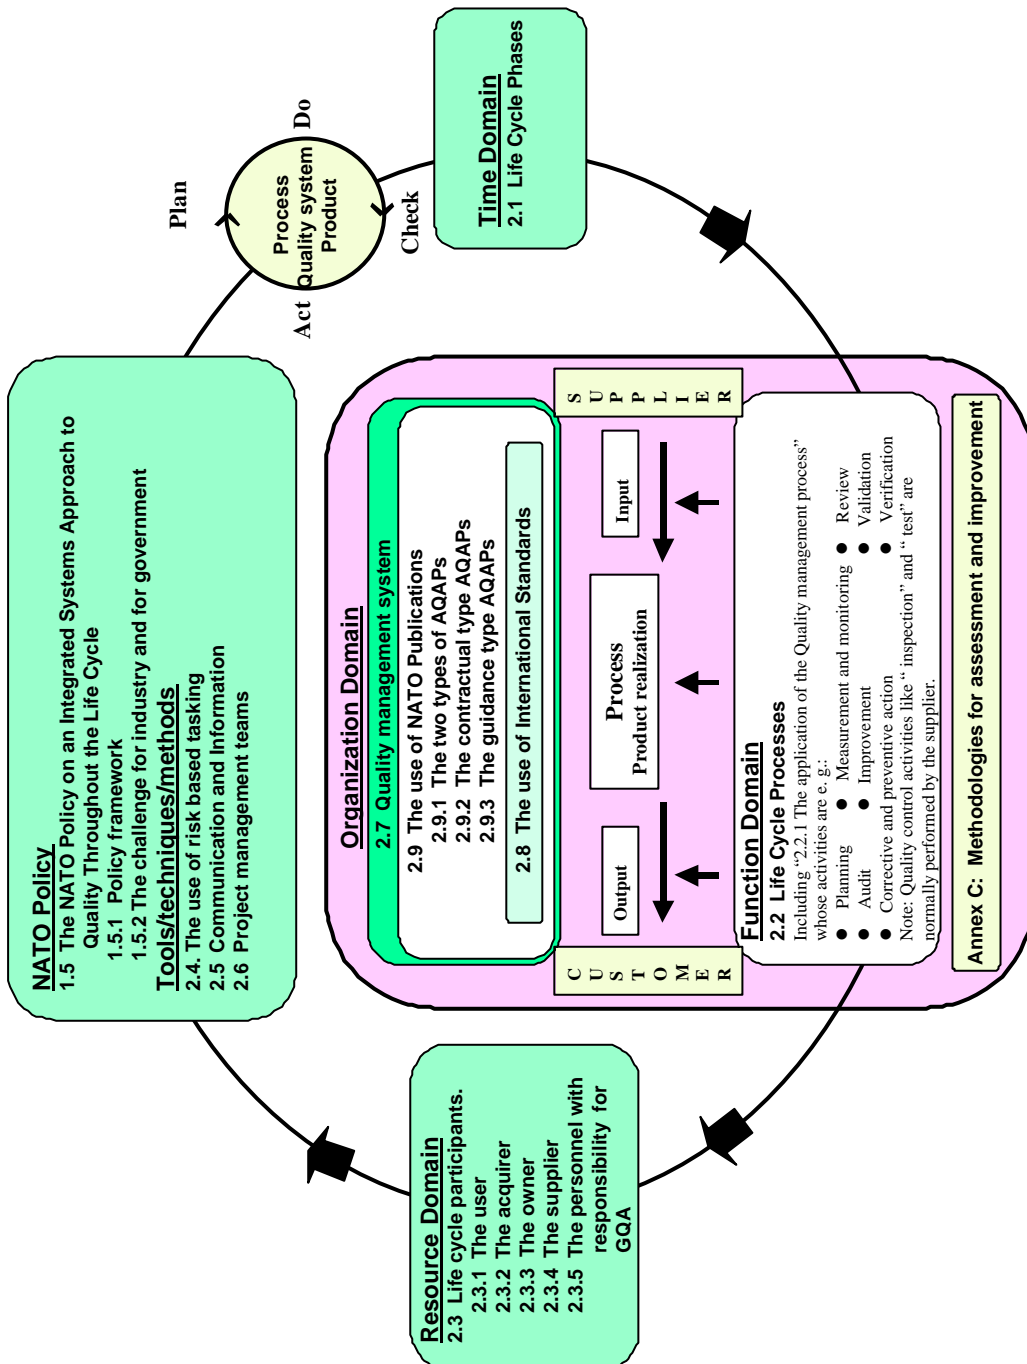 NATO Policy
1.5 The NATO Policy on an Integrated Systems Approach to
Quality Throughout the Life Cycle
1.5.1 Policy framework
1.5.2 The challenge for industry and for government
Tools/techniques/methods
2.4. The use of risk based tasking
2.5 Communication and Information
2.6 Project management teams
Plan
Do
Check
Act
Process
Quality system
Product
Time Domain
2.1 Life Cycle Phases
Resource Domain
2.3 Life cycle participants.
2.3.1 The user
2.3.2 The acquirer
2.3.3 The owner
2.3.4 The supplier
2.3.5 The personnel with
responsibility for
GQA
Organization Domain
2.7 Quality management system
2.9 The use of NATO Publications
2.9.1 The two types of AQAPs
2.9.2 The contractual type AQAPs
2.9.3 The guidance type AQAPs
2.8 The use of International Standards
CUSTOMER
Output
Process
Product realization
Input
SUPPLIER
Function Domain
2.2 Life Cycle Processes
Including “2.2.1 The application of the Quality management process”
whose activities are e. g.:
● Planning ● Measurement and monitoring ● Review
● Audit ● Improvement ● Validation
● Corrective and preventive action ● Verification
Note: Quality control activities like “ inspection” and “ test” are
normally performed by the supplier.
Annex C: Methodologies for assessment and improvement